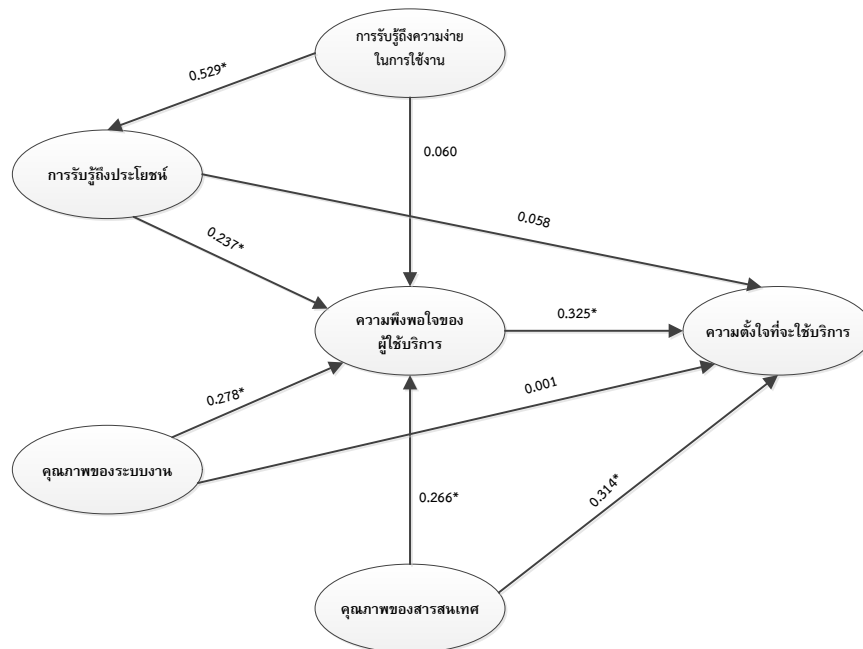 การรับรู้ถึงความง่าย
ในการใช้งาน
0.529*
0.060
การรับรู้ถึงประโยชน์
0.058
0.237*
ความพึงพอใจของ
ผู้ใช้บริการ
0.325*
ความตั้งใจที่จะใช้บริการ
0.278*
0.001
คุณภาพของระบบงาน
0.266*
0.314*
คุณภาพของสารสนเทศ